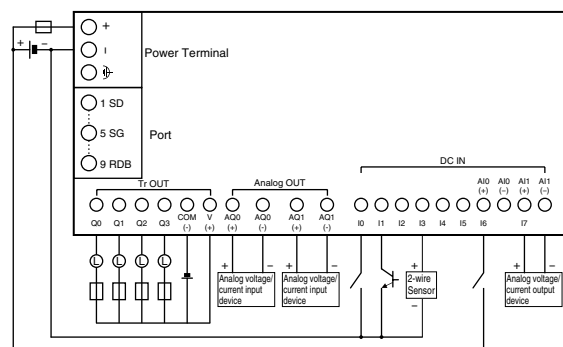 +
+ −
−
Power Terminal
1 SD
5 SG
Port
9 RDB
Tr OUT
Analog OUT
DC IN
AI0 AI0 AI1 AI1
(+) (−) (+) (−)
Q0 Q1 Q2 Q3 COM V AQ0 AQ0 AQ1 AQ1 I0 I1 I2 I3 I4 I5 I6 I7
(-) (+) (+) (-) (+) (-)
L L L L
+ − + − + + −
Analog voltage/
current input
device
Analog voltage/
current input
device
2-wire
Sensor
−
Analog voltage/
current output
device